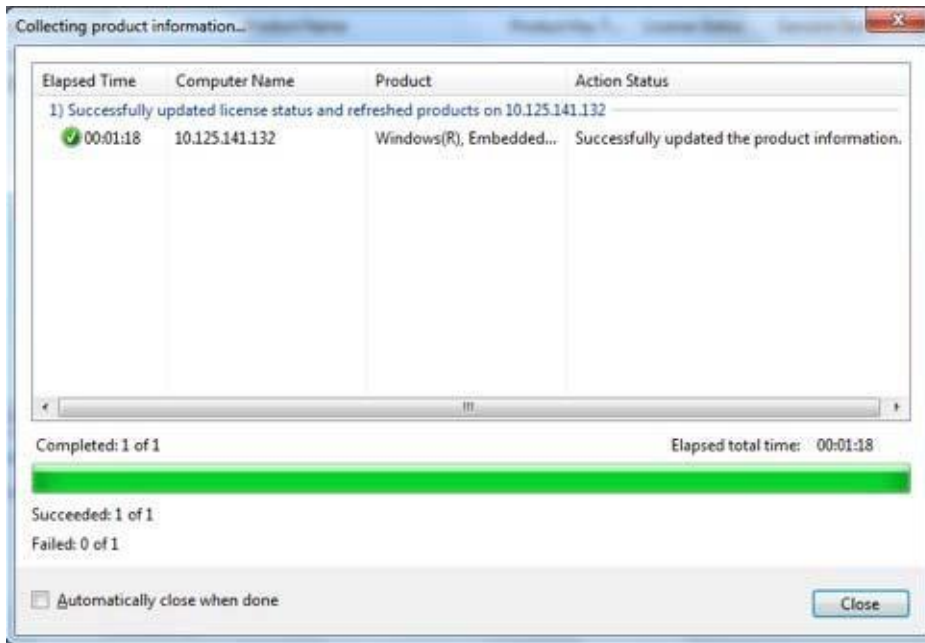 Collecting product information...
Elapsed Time Computer Name Product Action Status
1) Successfully updated license status and refreshed products on 10.125.141.132
00:01:18 10.125.141.132 Windows(R), Embedded... Successfully updated the product information.
Completed: 1 of 1 Elapsed total time: 00:01:18
Succeeded: 1 of 1
Failed: 0 of 1
Automatically close when done
Close